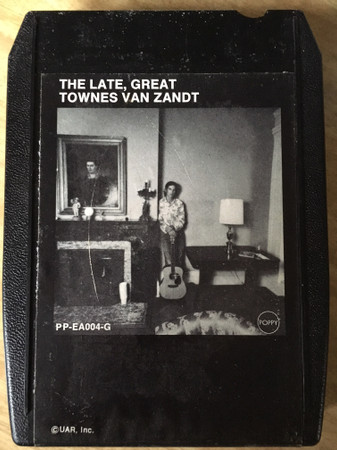 THE LATE, GREAT
TOWNES VAN ZANDT
PP-EA004-G
POPPY
©UAR, Inc.